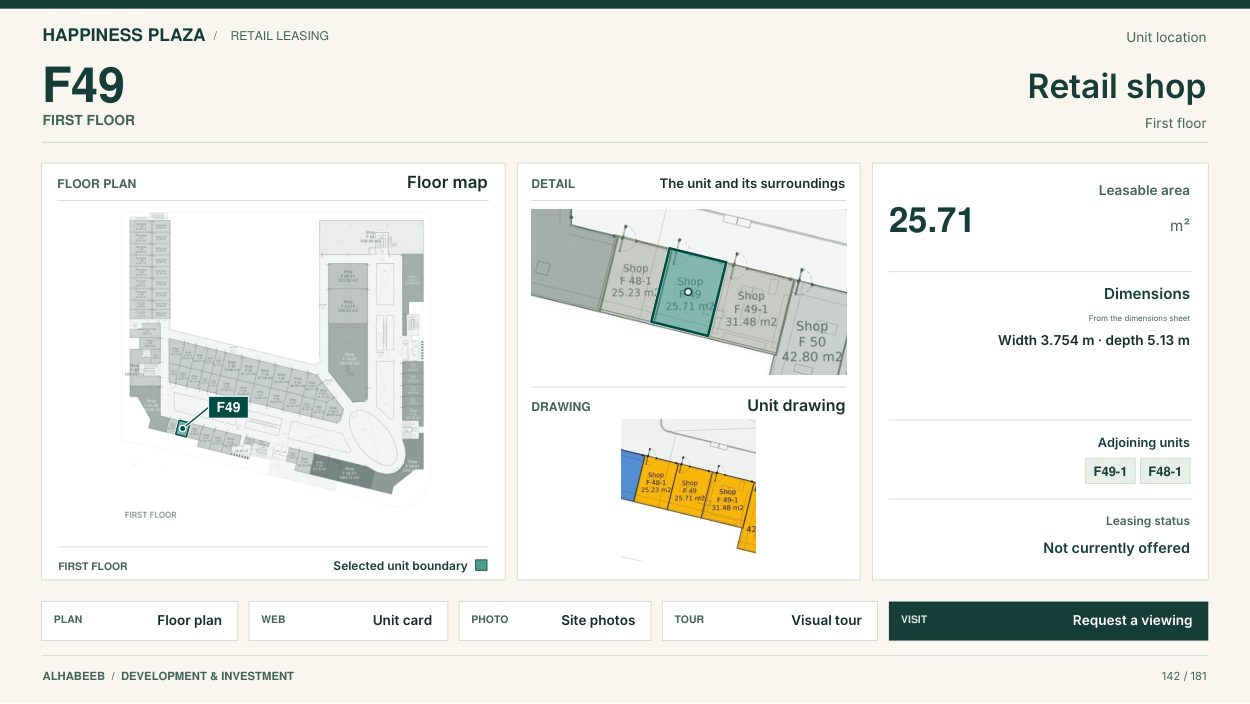 HAPPINESS PLAZA / RETAIL LEASING
Unit location
F49
Retail shop
FIRST FLOOR
First floor
FLOOR PLAN
Floor map
F49
FIRST FLOOR
FIRST FLOOR
Selected unit boundary
DETAIL
The unit and its surroundings
Shop
F 48-1
25.23 m2
Shop
F 49
25.71 m2
Shop
F 49-1
31.48 m2
Shop
F 50
42.80 m2
DRAWING
Unit drawing
Shop
F 48-1
25.23 m2
Shop
F 49
25.71 m2
Shop
F 49-1
31.48 m2
42
Leasable area
25.71
m²
Dimensions
From the dimensions sheet
Width 3.754 m · depth 5.13 m
Adjoining units
F49-1
F48-1
Leasing status
Not currently offered
PLAN
Floor plan
WEB
Unit card
PHOTO
Site photos
TOUR
Visual tour
VISIT
Request a viewing
ALHABEEB / DEVELOPMENT & INVESTMENT
142 / 181